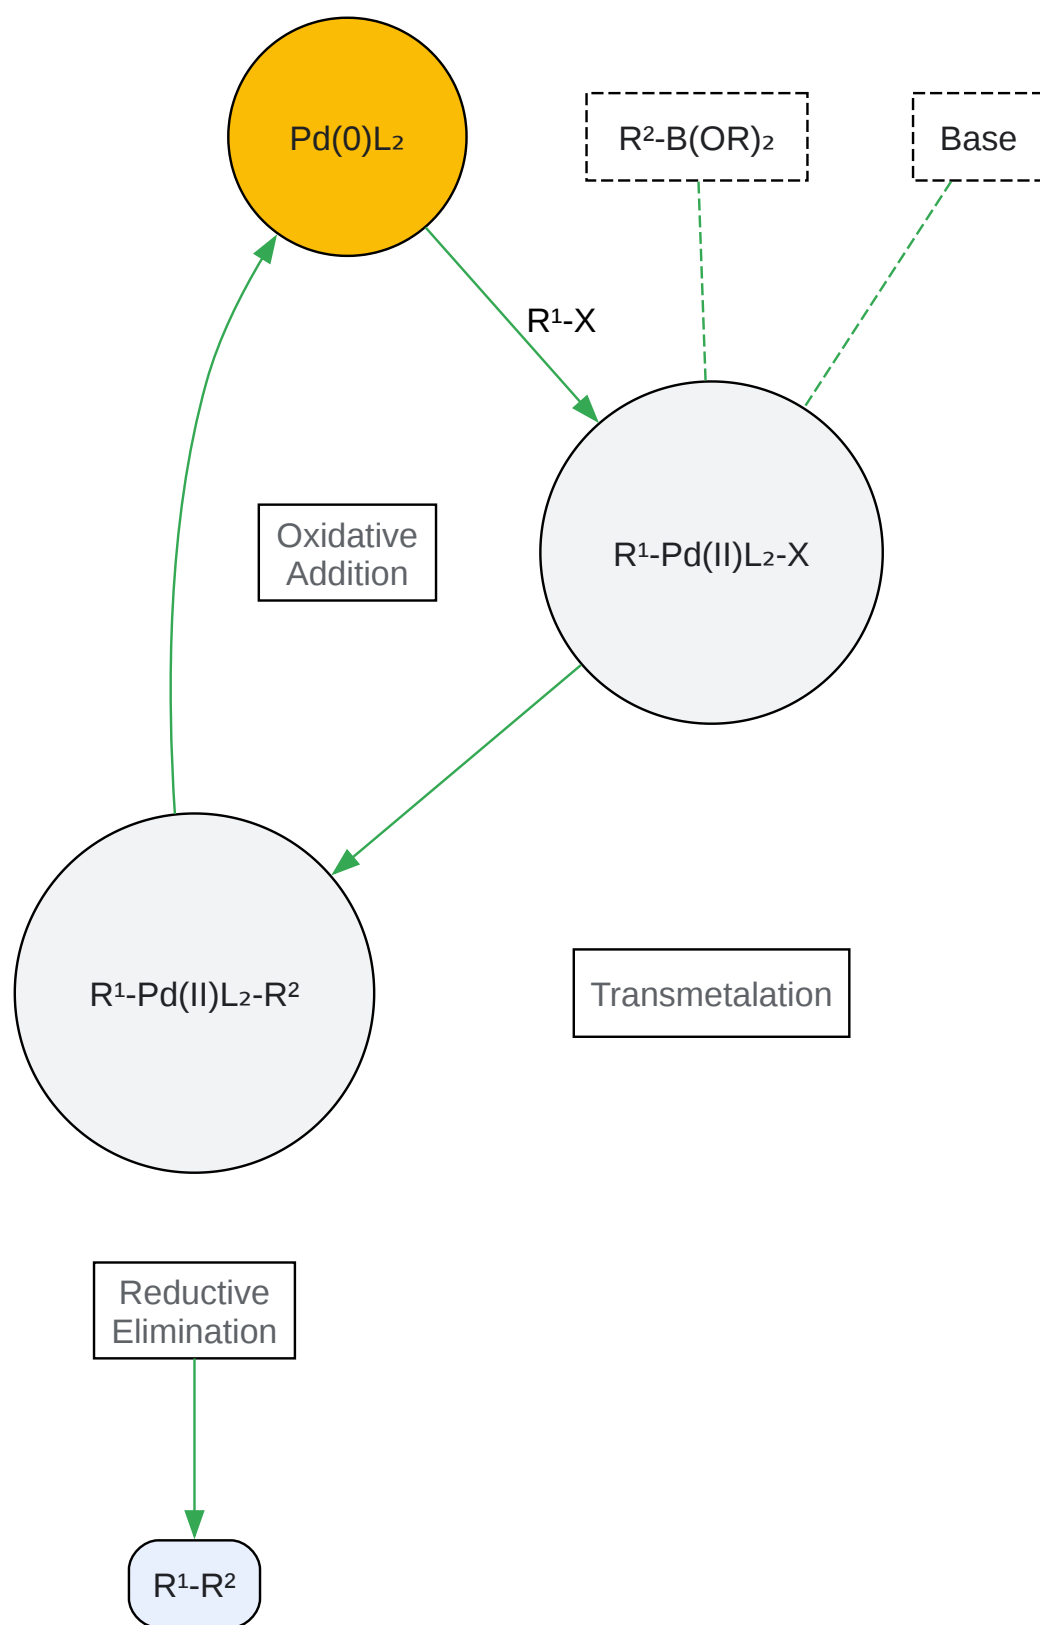 Pd(0)L₂
R²-B(OR)₂
Base
R¹-X
Oxidative
Addition
R¹-Pd(II)L₂-X
R¹-Pd(II)L₂-R²
Transmetalation
Reductive
Elimination
R¹-R²